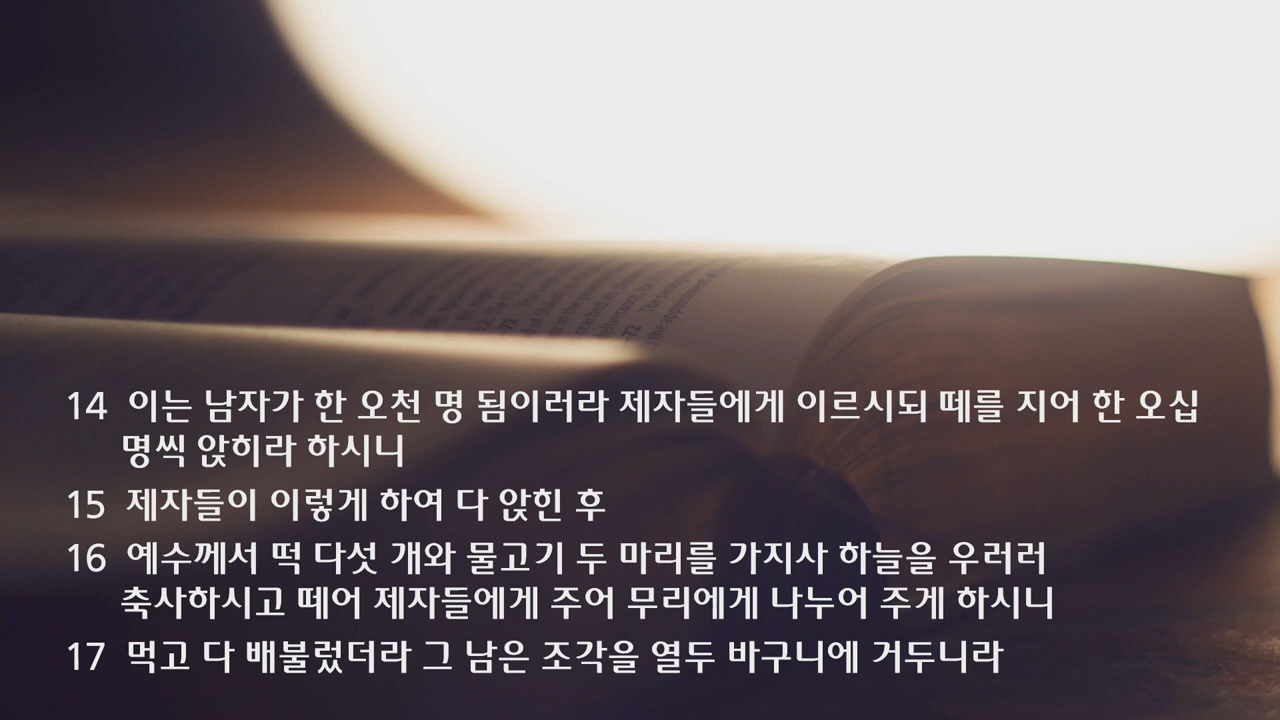 14 이는 남자가 한 오천 명 됨이러라 제자들에게 이르시되 떼를 지어 한 오십
명씩 앉히라 하시니
15 제자들이 이렇게 하여 다 앉힌 후
16 예수께서 떡 다섯 개와 물고기 두 마리를 가지사 하늘을 우러러
축사하시고 떼어 제자들에게 주어 무리에게 나누어 주게 하시니
17 먹고 다 배불렀더라 그 남은 조각을 열두 바구니에 거두니라